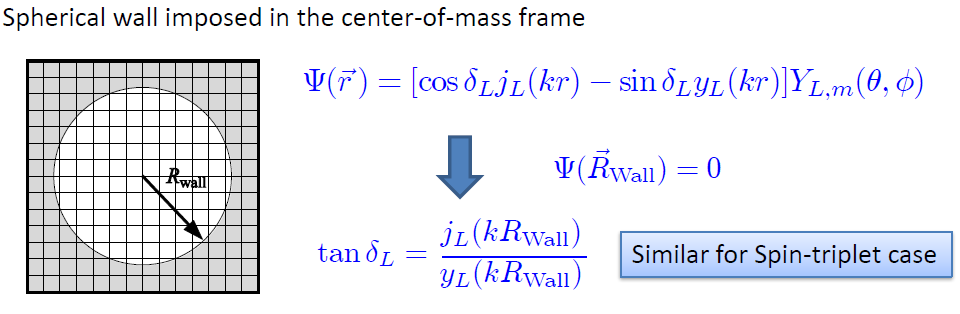 Spherical wall imposed in the center-of-mass frame
Ψ(r⃗) = [cos δ_L j_L(kr) − sin δ_L y_L(kr)]Y_{L,m}(θ, ϕ)
R_wall
Ψ(R⃗_Wall) = 0
tan δ_L = j_L(kR_Wall) / y_L(kR_Wall)
Similar for Spin-triplet case